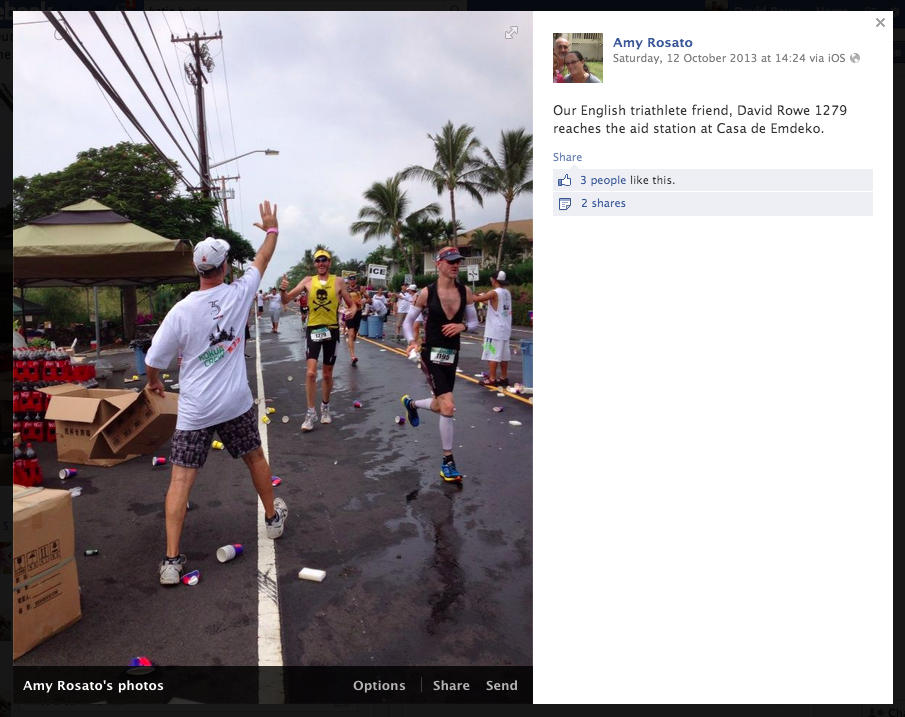 Amy Rosato
Saturday, 12 October 2013 at 14:24 via iOS
Our English triathlete friend, David Rowe 1279
reaches the aid station at Casa de Emdeko.
Share
3 people like this.
2 shares
ICE
KOKUA
CREW
1279
Amy Rosato's photos
Options
Share
Send